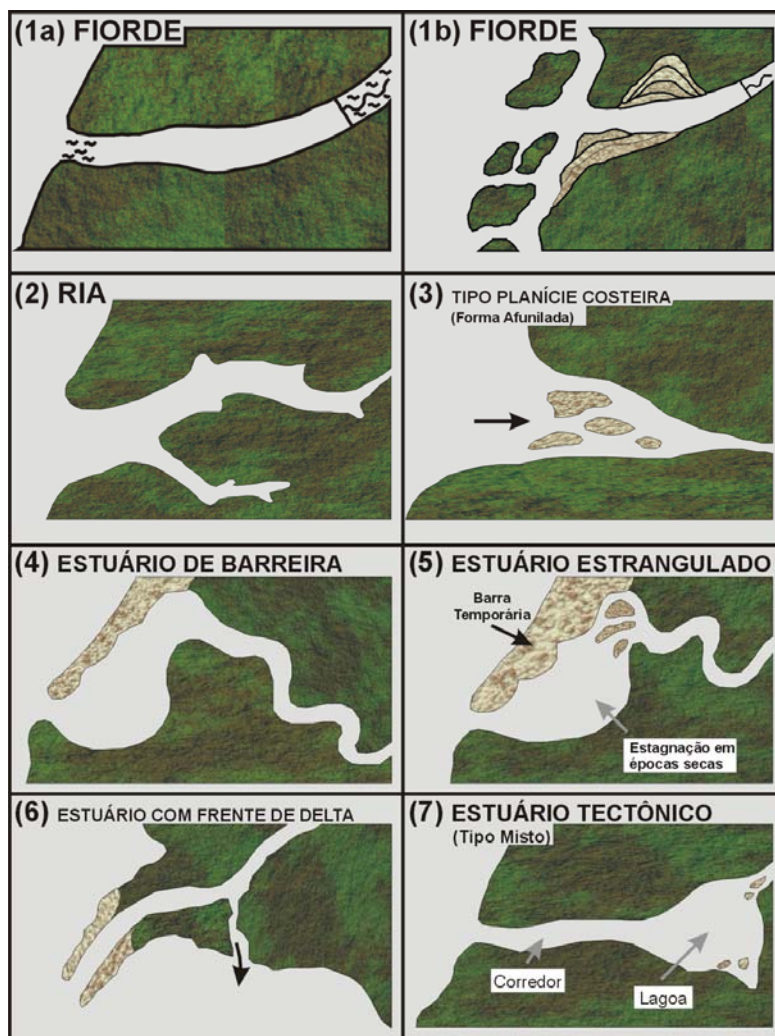 (1a) FIORDE
(1b) FIORDE
(2) RIA
(3) TIPO PLANÍCIE COSTEIRA
(Forma Afunilada)
(4) ESTUÁRIO DE BARREIRA
(5) ESTUÁRIO ESTRANGULADO
Barra
Temporária
Estagnação em
épocas secas
(6) ESTUÁRIO COM FRENTE DE DELTA
(7) ESTUÁRIO TECTÔNICO
(Tipo Misto)
Corredor
Lagoa